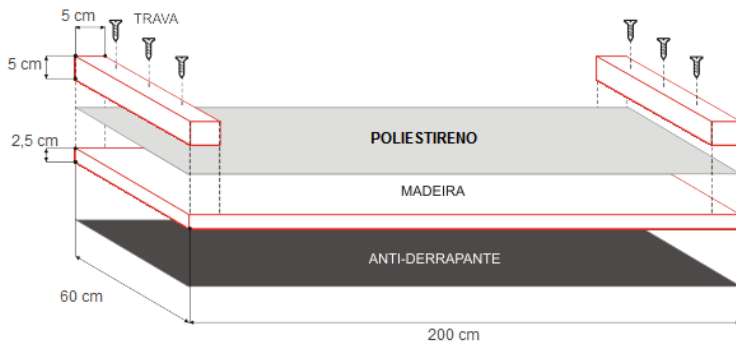 5 cm
TRAVA
5 cm
POLIESTIRENO
2,5 cm
MADEIRA
ANTI-DERRAPANTE
60 cm
200 cm